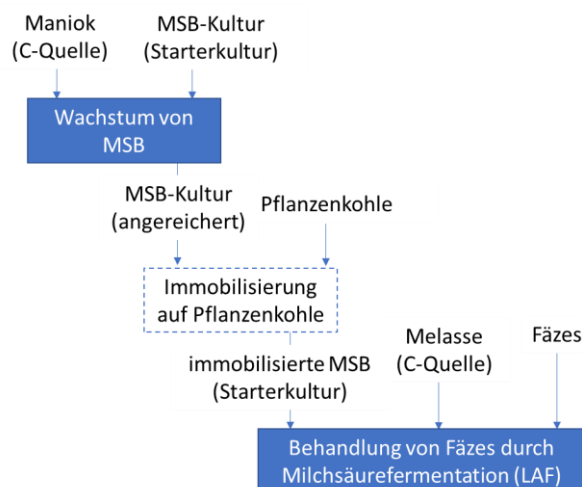 Maniok
(C-Quelle)
MSB-Kultur
(Starterkultur)
Wachstum von
MSB
MSB-Kultur
(angereichert)
Pflanzenkohle
Immobilisierung
auf Pflanzenkohle
immobilisierte MSB
(Starterkultur)
Melasse
(C-Quelle)
Fäzes
Behandlung von Fäzes durch
Milchsäurefermentation (LAF)